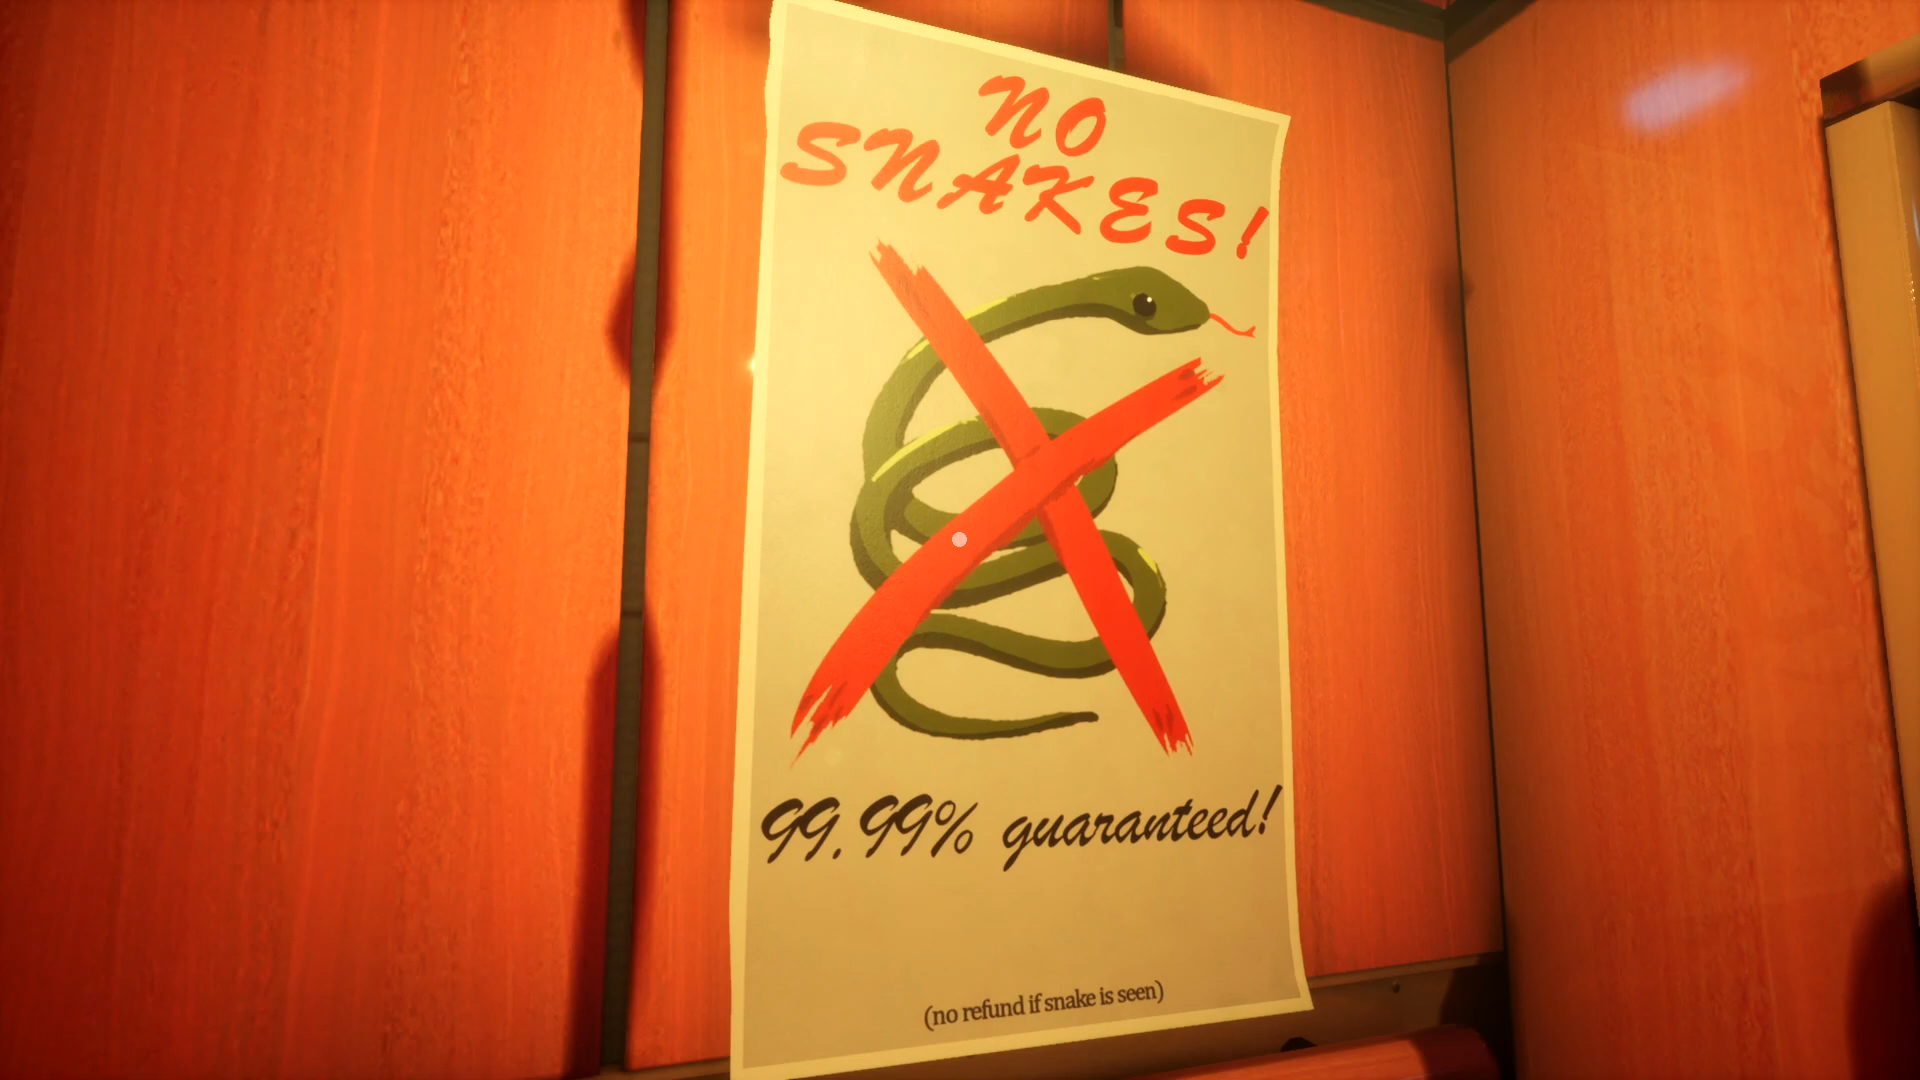 NO
SNAKES!
99.99% guaranteed!
(no refund if snake is seen)